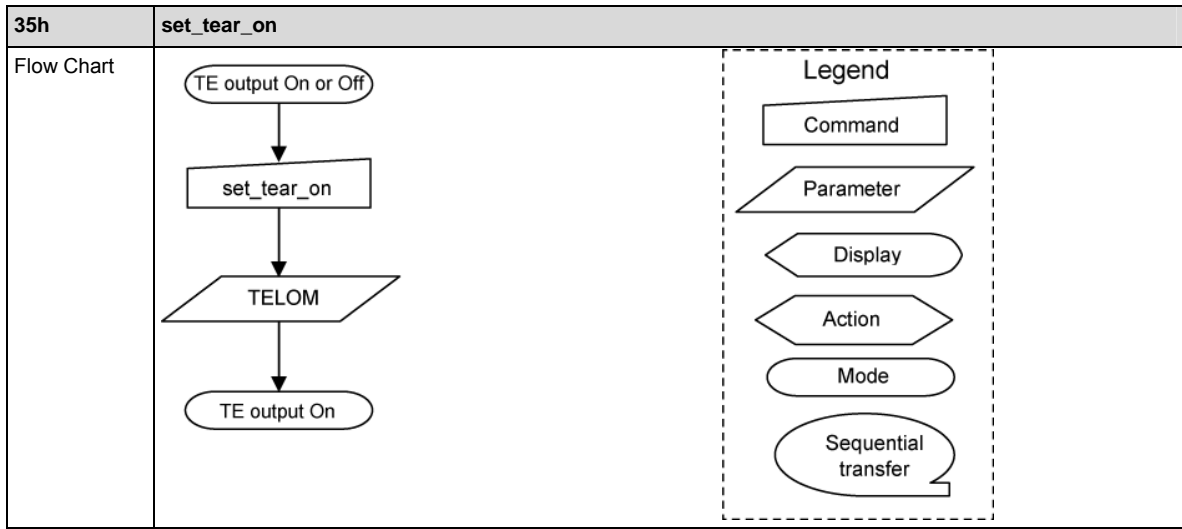 35h set_tear_on
Flow Chart
TE output On or Off
set_tear_on
TELOM
TE output On
Legend
Command
Parameter
Display
Action
Mode
Sequential
transfer